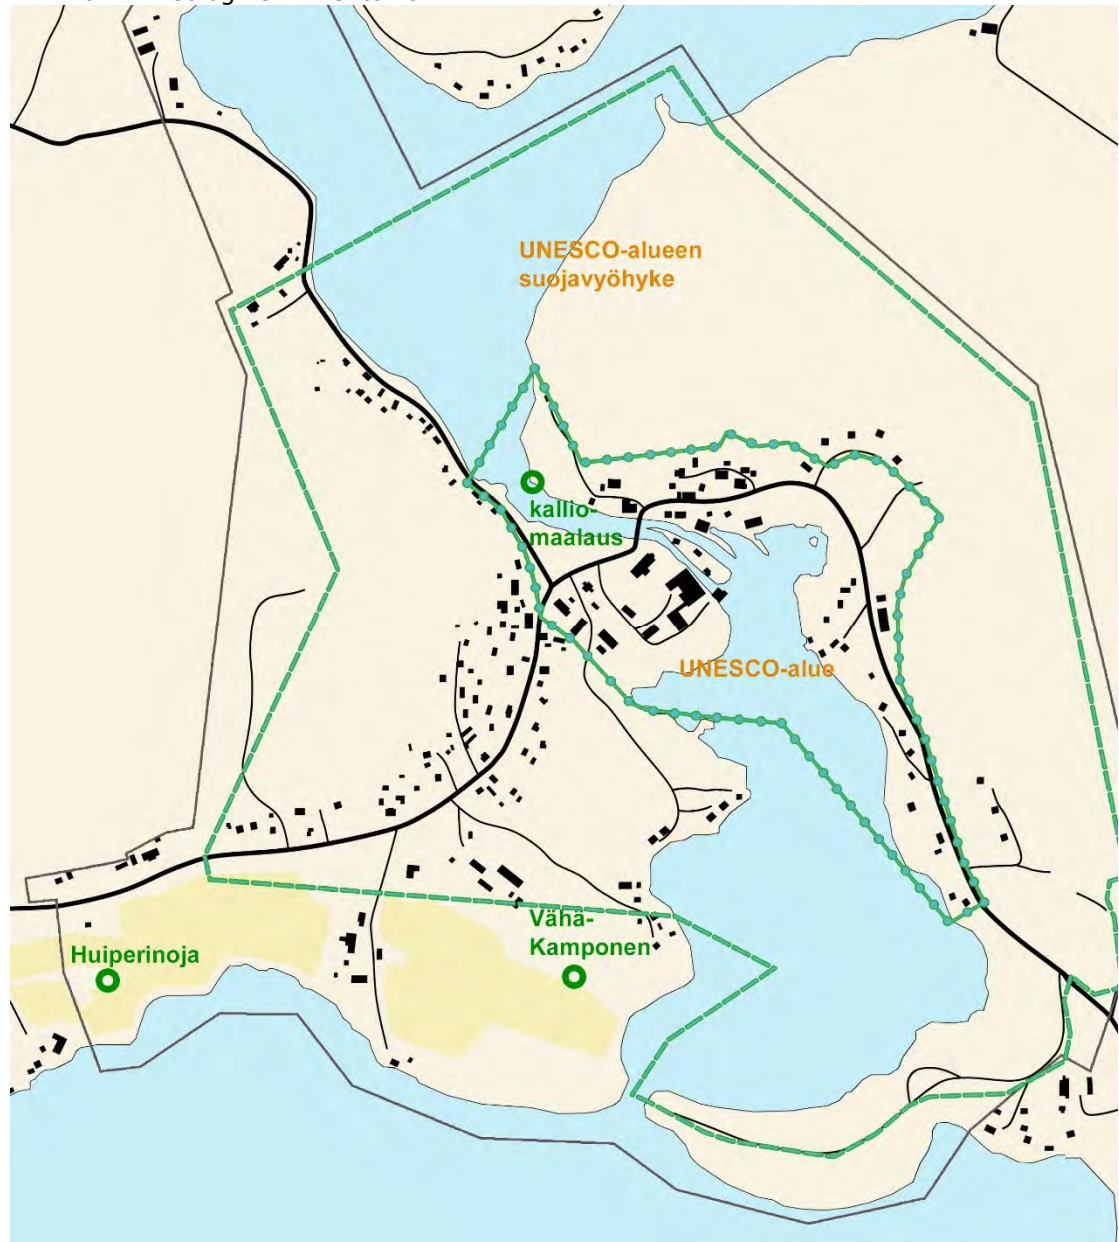 UNESCO-alueen
suojavyöhyke
kallio-
maalaus
UNESCO-alue
Vähä-
Kamponen
Huiperinoja